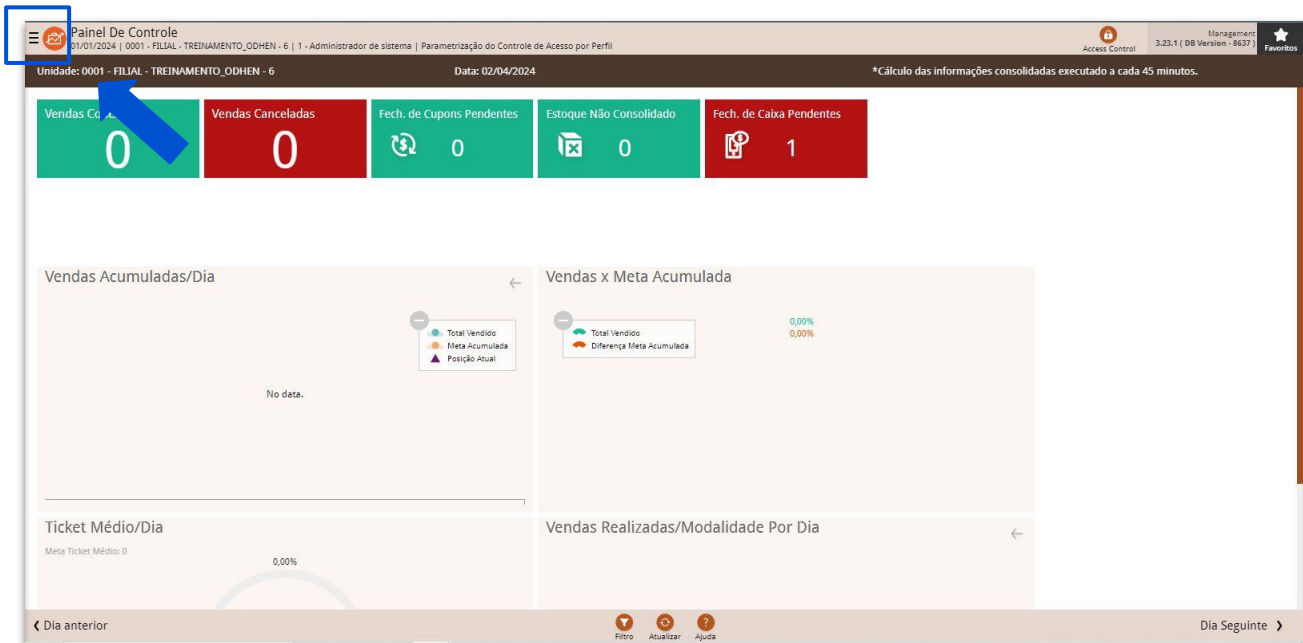 Painel De Controle
01/01/2024 | 0001 - FILIAL - TREINAMENTO_ODHEN - 6 | 1 - Administrador de sistema | Parametrização do Controle de Acesso por Perfil
Access Control
Management
3.23.1 ( DB Version - 8637 )
Favoritos
Unidade: 0001 - FILIAL - TREINAMENTO_ODHEN - 6
Data: 02/04/2024
*Cálculo das informações consolidadas executado a cada 45 minutos.
Vendas
0
Vendas Canceladas
0
Fech. de Cupons Pendentes
0
Estoque Não Consolidado
0
Fech. de Caixa Pendentes
1
Vendas Acumuladas/Dia
Total Vendido
Meta Acumulada
Posição Atual
No data.
Vendas x Meta Acumulada
Total Vendido
Diferença Meta Acumulada
0,00%
0,00%
Ticket Médio/Dia
Meta Ticket Médio: 0
0,00%
Vendas Realizadas/Modalidade Por Dia
Dia anterior
Filtro
Atualizar
Ajuda
Dia Seguinte